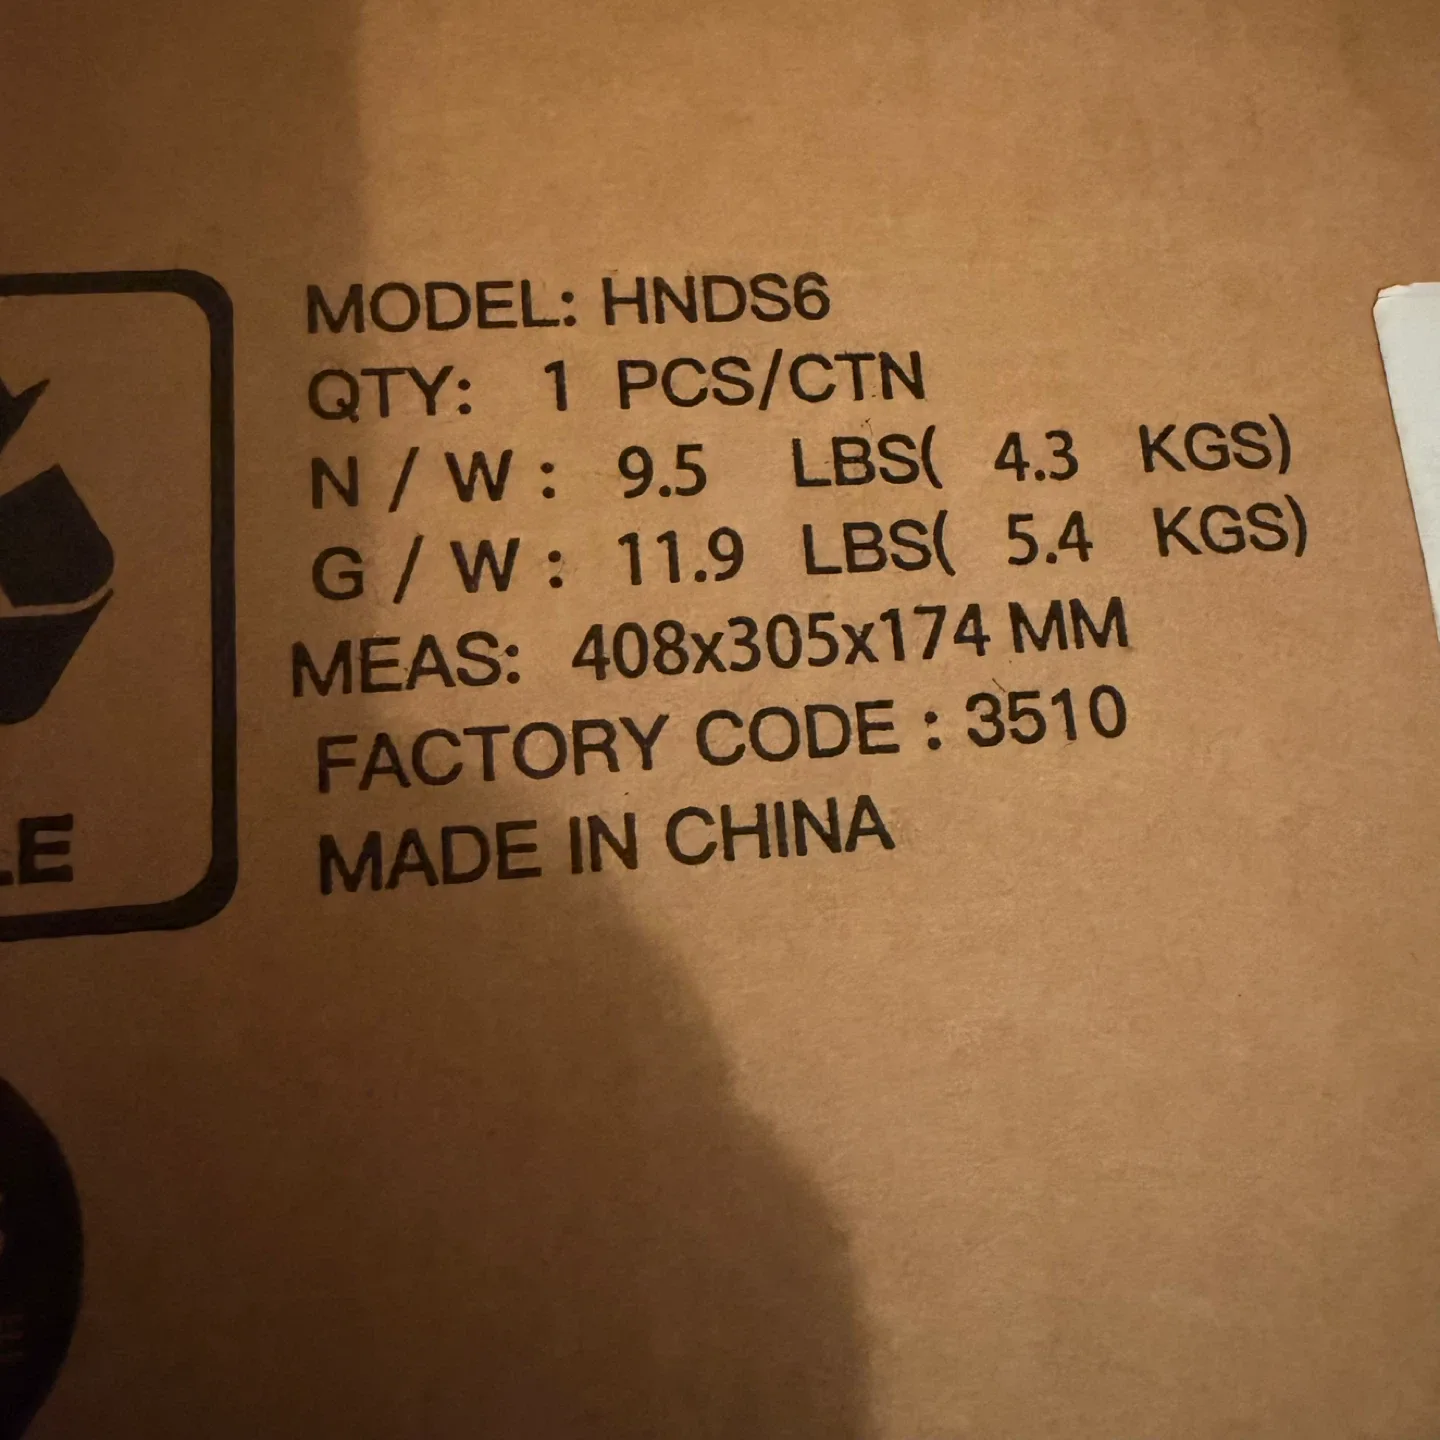 MODEL: HNDS6
QTY: 1 PCS/CTN
N / W : 9.5 LBS( 4.3 KGS)
G / W : 11.9 LBS( 5.4 KGS)
MEAS: 408x305x174 MM
FACTORY CODE : 3510
MADE IN CHINA
LE